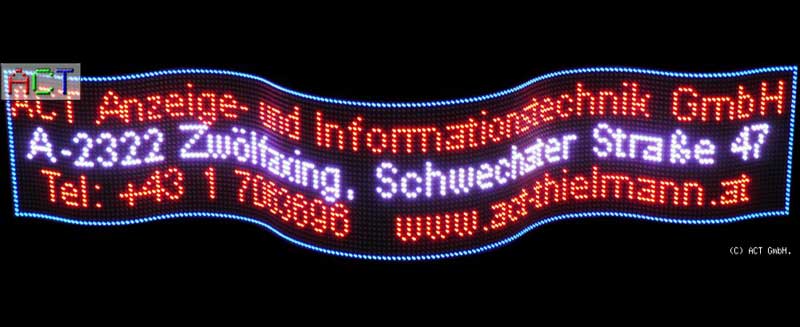 ACT
ACT Anzeige- und Informationstechnik GmbH
A-2322 Zwölfaxing, Schwechater Straße 47
Tel: +43 1 7063696 www.act-thielmann.at
(C) ACT GmbH.